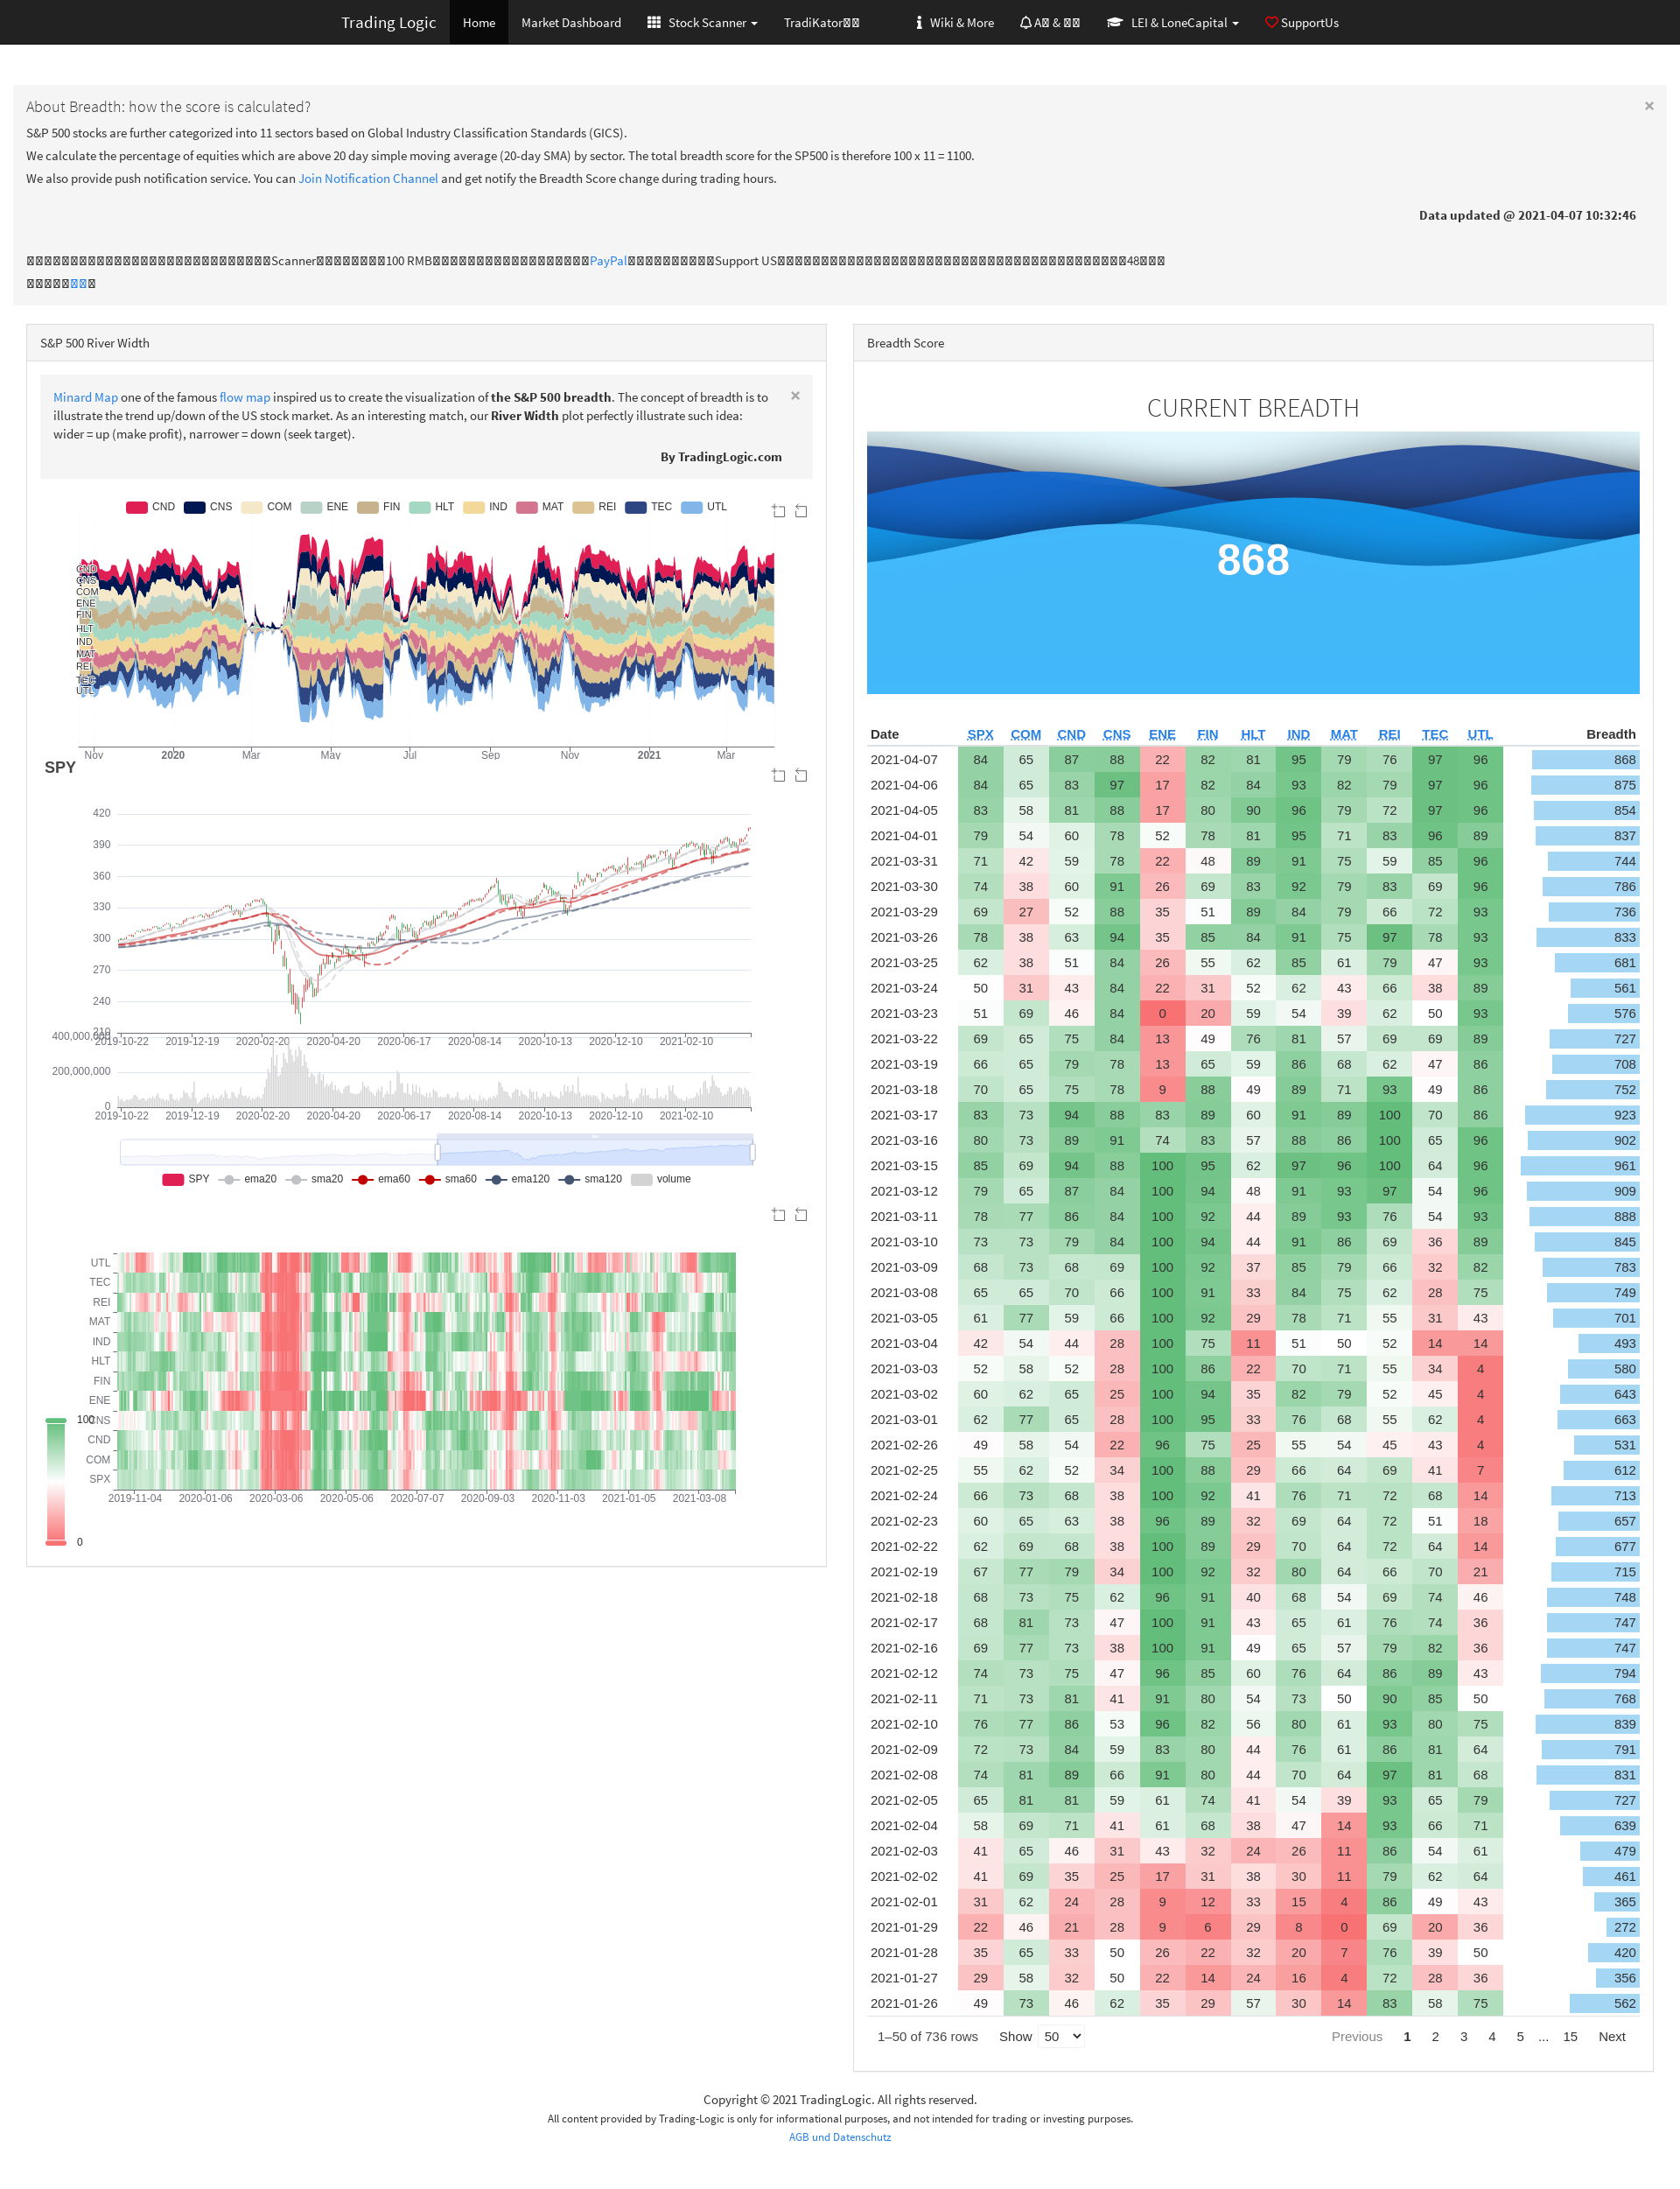 Trading Logic Home Market Dashboard Stock Scanner TradiKator Wiki & More A & LEI & LoneCapital SupportUs
About Breadth: how the score is calculated? ×
S&P 500 stocks are further categorized into 11 sectors based on Global Industry Classification Standards (GICS).
We calculate the percentage of equities which are above 20 day simple moving average (20-day SMA) by sector. The total breadth score for the SP500 is therefore 100 x 11 = 1100.
We also provide push notification service. You can Join Notification Channel and get notify the Breadth Score change during trading hours.
Data updated @ 2021-04-07 10:32:46
Scanner 100 RMB PayPal Support US 48
S&P 500 River Width
Minard Map one of the famous flow map inspired us to create the visualization of the S&P 500 breadth. The concept of breadth is to
illustrate the trend up/down of the US stock market. As an interesting match, our River Width plot perfectly illustrate such idea:
wider = up (make profit), narrower = down (seek target).
×
By TradingLogic.com
CND CNS COM ENE FIN HLT IND MAT REI TEC UTL
CND
CNS
COM
ENE
FIN
HLT
IND
MAT
REI
TEC
UTL
Nov 2020 Mar May Jul Sep Nov 2021 Mar
SPY
420
390
360
330
300
270
240
210
2019-10-22 2019-12-19 2020-02-20 2020-04-20 2020-06-17 2020-08-14 2020-10-13 2020-12-10 2021-02-10
400,000,000
200,000,000
0
2019-10-22 2019-12-19 2020-02-20 2020-04-20 2020-06-17 2020-08-14 2020-10-13 2020-12-10 2021-02-10
SPY ema20 sma20 ema60 sma60 ema120 sma120 volume
UTL
TEC
REI
MAT
IND
HLT
FIN
ENE
CNS
CND
COM
SPX
100
0
2019-11-04 2020-01-06 2020-03-06 2020-05-06 2020-07-07 2020-09-03 2020-11-03 2021-01-05 2021-03-08
Breadth Score
CURRENT BREADTH
868
Date SPX COM CND CNS ENE FIN HLT IND MAT REI TEC UTL Breadth
2021-04-07 84 65 87 88 22 82 81 95 79 76 97 96 868
2021-04-06 84 65 83 97 17 82 84 93 82 79 97 96 875
2021-04-05 83 58 81 88 17 80 90 96 79 72 97 96 854
2021-04-01 79 54 60 78 52 78 81 95 71 83 96 89 837
2021-03-31 71 42 59 78 22 48 89 91 75 59 85 96 744
2021-03-30 74 38 60 91 26 69 83 92 79 83 69 96 786
2021-03-29 69 27 52 88 35 51 89 84 79 66 72 93 736
2021-03-26 78 38 63 94 35 85 84 91 75 97 78 93 833
2021-03-25 62 38 51 84 26 55 62 85 61 79 47 93 681
2021-03-24 50 31 43 84 22 31 52 62 43 66 38 89 561
2021-03-23 51 69 46 84 0 20 59 54 39 62 50 93 576
2021-03-22 69 65 75 84 13 49 76 81 57 69 69 89 727
2021-03-19 66 65 79 78 13 65 59 86 68 62 47 86 708
2021-03-18 70 65 75 78 9 88 49 89 71 93 49 86 752
2021-03-17 83 73 94 88 83 89 60 91 89 100 70 86 923
2021-03-16 80 73 89 91 74 83 57 88 86 100 65 96 902
2021-03-15 85 69 94 88 100 95 62 97 96 100 64 96 961
2021-03-12 79 65 87 84 100 94 48 91 93 97 54 96 909
2021-03-11 78 77 86 84 100 92 44 89 93 76 54 93 888
2021-03-10 73 73 79 84 100 94 44 91 86 69 36 89 845
2021-03-09 68 73 68 69 100 92 37 85 79 66 32 82 783
2021-03-08 65 65 70 66 100 91 33 84 75 62 28 75 749
2021-03-05 61 77 59 66 100 92 29 78 71 55 31 43 701
2021-03-04 42 54 44 28 100 75 11 51 50 52 14 14 493
2021-03-03 52 58 52 28 100 86 22 70 71 55 34 4 580
2021-03-02 60 62 65 25 100 94 35 82 79 52 45 4 643
2021-03-01 62 77 65 28 100 95 33 76 68 55 62 4 663
2021-02-26 49 58 54 22 96 75 25 55 54 45 43 4 531
2021-02-25 55 62 52 34 100 88 29 66 64 69 41 7 612
2021-02-24 66 73 68 38 100 92 41 76 71 72 68 14 713
2021-02-23 60 65 63 38 96 89 32 69 64 72 51 18 657
2021-02-22 62 69 68 38 100 89 29 70 64 72 64 14 677
2021-02-19 67 77 79 34 100 92 32 80 64 66 70 21 715
2021-02-18 68 73 75 62 96 91 40 68 54 69 74 46 748
2021-02-17 68 81 73 47 100 91 43 65 61 76 74 36 747
2021-02-16 69 77 73 38 100 91 49 65 57 79 82 36 747
2021-02-12 74 73 75 47 96 85 60 76 64 86 89 43 794
2021-02-11 71 73 81 41 91 80 54 73 50 90 85 50 768
2021-02-10 76 77 86 53 96 82 56 80 61 93 80 75 839
2021-02-09 72 73 84 59 83 80 44 76 61 86 81 64 791
2021-02-08 74 81 89 66 91 80 44 70 64 97 81 68 831
2021-02-05 65 81 81 59 61 74 41 54 39 93 65 79 727
2021-02-04 58 69 71 41 61 68 38 47 14 93 66 71 639
2021-02-03 41 65 46 31 43 32 24 26 11 86 54 61 479
2021-02-02 41 69 35 25 17 31 38 30 11 79 62 64 461
2021-02-01 31 62 24 28 9 12 33 15 4 86 49 43 365
2021-01-29 22 46 21 28 9 6 29 8 0 69 20 36 272
2021-01-28 35 65 33 50 26 22 32 20 7 76 39 50 420
2021-01-27 29 58 32 50 22 14 24 16 4 72 28 36 356
2021-01-26 49 73 46 62 35 29 57 30 14 83 58 75 562
1–50 of 736 rows Show 50 Previous 1 2 3 4 5 ... 15 Next
Copyright © 2021 TradingLogic. All rights reserved.
All content provided by Trading-Logic is only for informational purposes, and not intended for trading or investing purposes.
AGB und Datenschutz